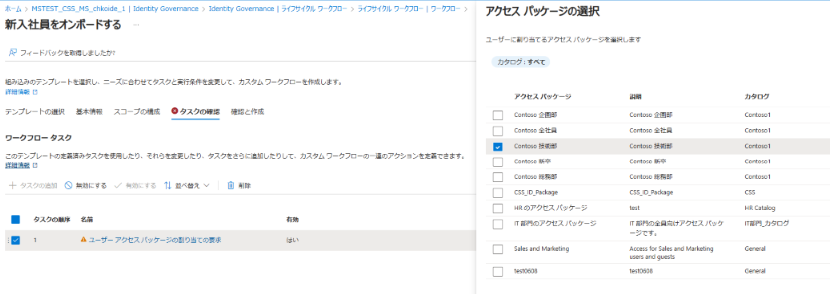 ホーム > MSTEST_CSS_MS_chkoide_1 | Identity Governance > Identity Governance | ライフサイクル ワークフロー > ライフサイクル ワークフロー | ワークフロー >
新入社員をオンボードする ...
フィードバックを取得しましたか?
組み込みのテンプレートを選択し、ニーズに合わせてタスクと実行条件を変更して、カスタム ワークフローを作成します。
詳細情報
テンプレートの選択 基本情報 スコープの構成 タスクの確認 確認と作成
ワークフロー タスク
このテンプレートの定義済みタスクを使用したり、それらを変更したり、タスクをさらに追加したりして、カスタム ワークフローの一連のアクションを定義できます。
詳細情報
タスクの追加 無効にする 有効にする 並べ替え 削除
タスクの順序 名前 有効
1 ユーザー アクセス パッケージの割り当ての要求 はい
アクセス パッケージの選択
ユーザーに割り当てるアクセス パッケージを選択します
カタログ : すべて
アクセス パッケージ 説明 カタログ
Contoso 企画部 Contoso 企画部 Contoso1
Contoso 全社員 Contoso 全社員 Contoso1
Contoso 技術部 Contoso 技術部 Contoso1
Contoso 新卒 Contoso 新卒 Contoso1
Contoso 総務部 Contoso 総務部 Contoso1
CSS_ID_Package CSS_ID_Package CSS
HR のアクセス パッケージ test HR Catalog
IT 部門のアクセス パッケージ IT 部門の全員向けアクセス パッケ IT部門_カタログ
ージです。
Sales and Marketing Access for Sales and Marketing General
users and guests
test0608 test0608 General